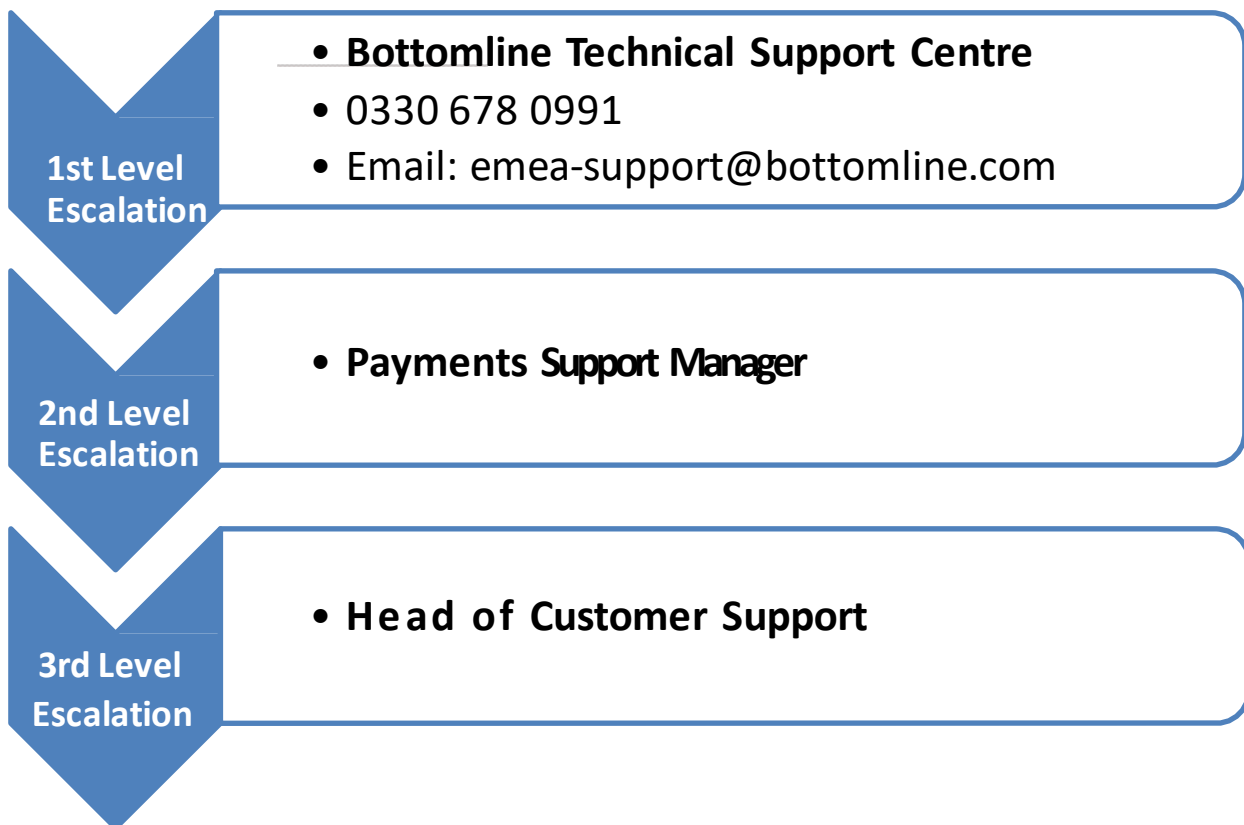 1st Level
Escalation
• Bottomline Technical Support Centre
• 0330 678 0991
• Email: emea-support@bottomline.com
2nd Level
Escalation
• Payments Support Manager
3rd Level
Escalation
• Head of Customer Support